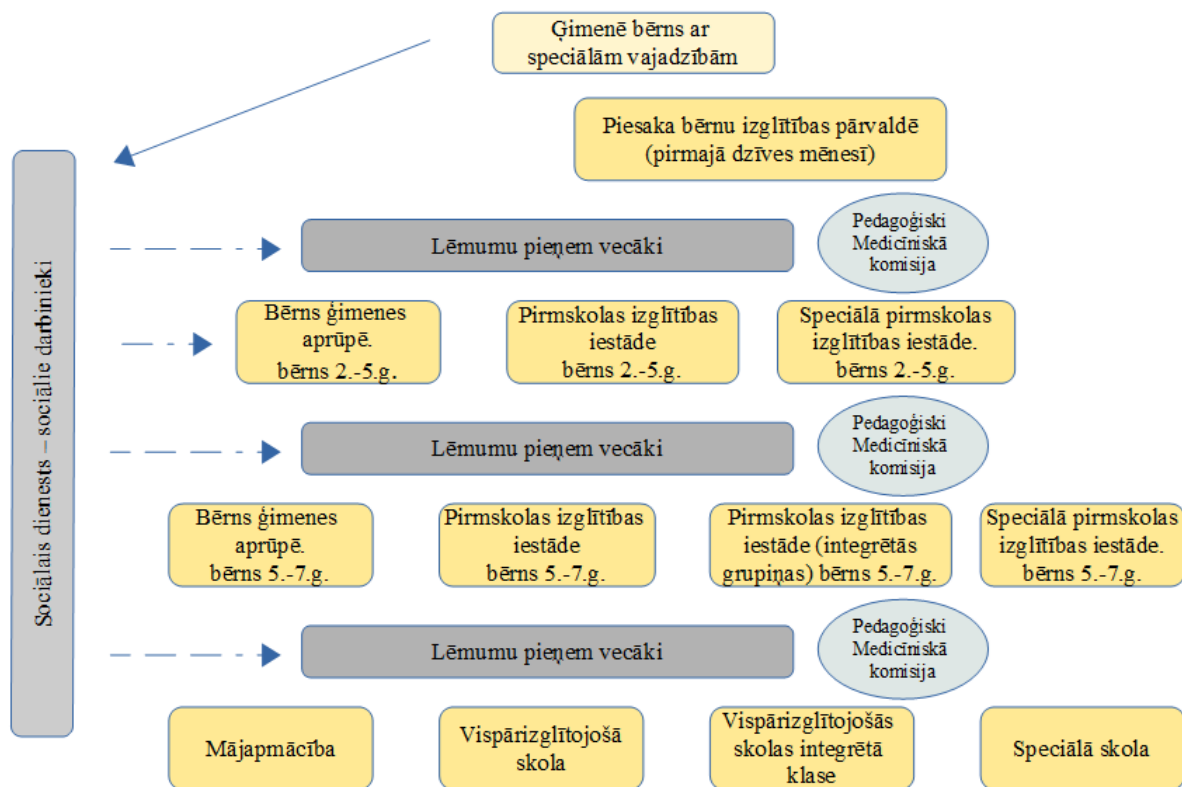 Ģimenē bērns ar
speciālām vajadzībām
Piesaka bērnu izglītības pārvaldē
(pirmajā dzīves mēnesī)
Sociālais dienests – sociālie darbinieki
Lēmumu pieņem vecāki
Pedagoģiski
Medicīniskā
komisija
Bērns ģimenes
aprūpē.
bērns 2.-5.g.
Pirmskolas izglītības
iestāde
bērns 2.-5.g.
Speciālā pirmskolas
izglītības iestāde.
bērns 2.-5.g.
Lēmumu pieņem vecāki
Pedagoģiski
Medicīniskā
komisija
Bērns ģimenes
aprūpē.
bērns 5.-7.g.
Pirmskolas izglītības
iestāde
bērns 5.-7.g.
Pirmskolas izglītības
iestāde (integrētās
grupiņas) bērns 5.-7.g.
Speciālā pirmskolas
izglītības iestāde.
bērns 5.-7.g.
Lēmumu pieņem vecāki
Pedagoģiski
Medicīniskā
komisija
Mājapmācība
Vispārizglītojošā
skola
Vispārizglītojošās
skolas integrētā
klase
Speciālā skola